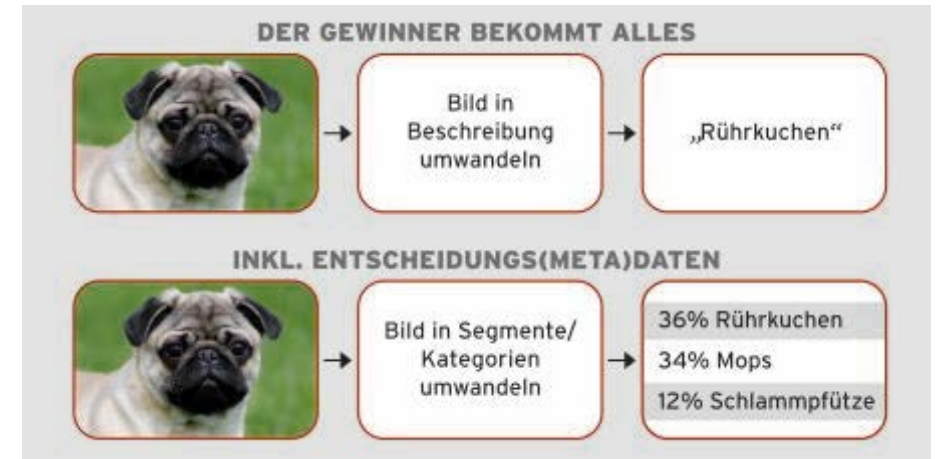 DER GEWINNER BEKOMMT ALLES
Bild in
Beschreibung
umwandeln
„Rührkuchen“
INKL. ENTSCHEIDUNGS(META)DATEN
Bild in Segmente/
Kategorien
umwandeln
36% Rührkuchen
34% Mops
12% Schlammpfütze